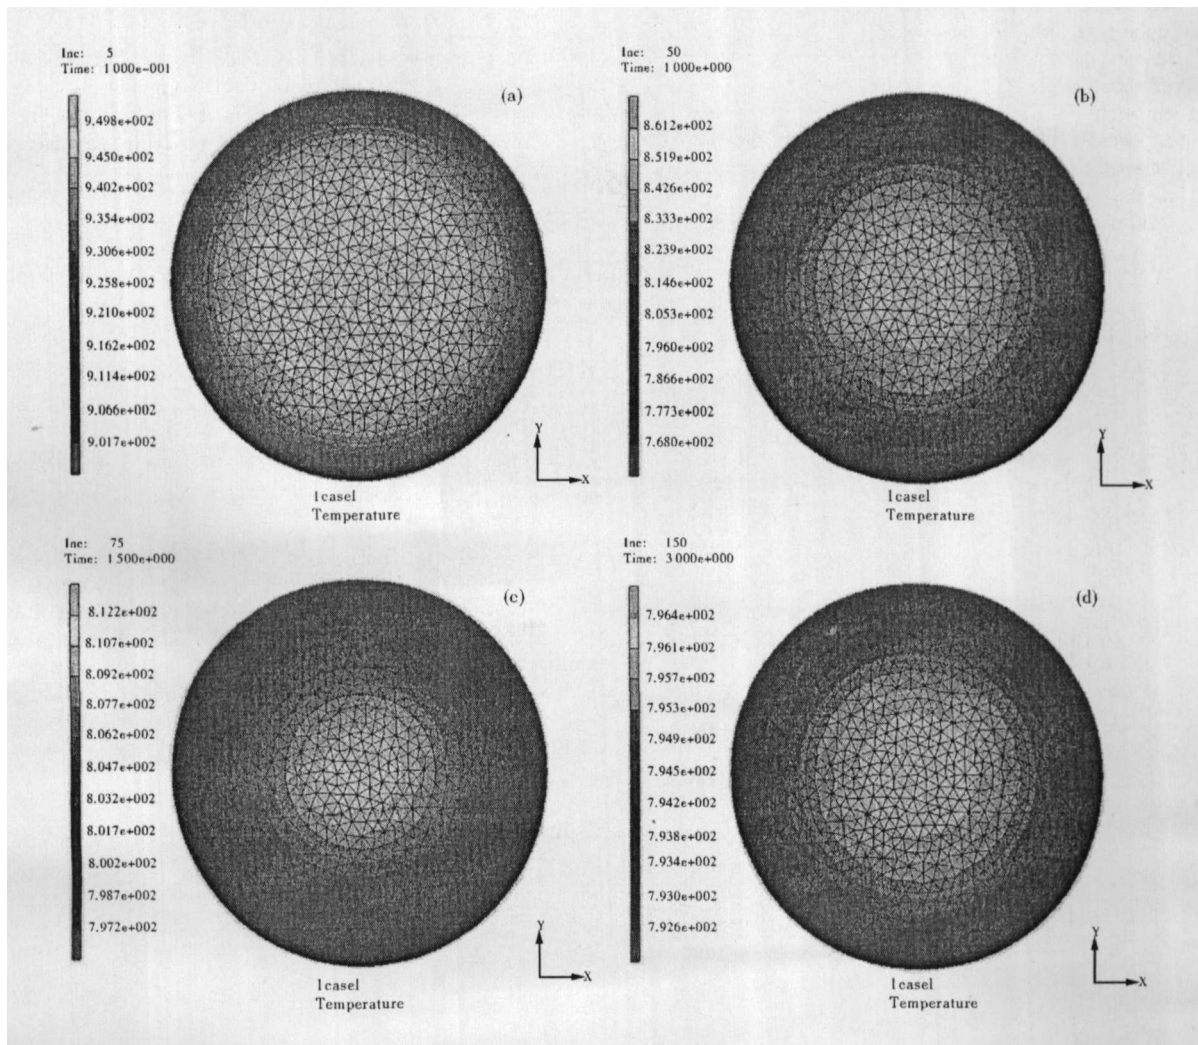 Inc: 5
Time: 1 000e-001
(a)
9.498e+002
9.450e+002
9.402e+002
9.354e+002
9.306e+002
9.258e+002
9.210e+002
9.162e+002
9.114e+002
9.066e+002
9.017e+002
Y
X
lcasel
Temperature
Inc: 50
Time: 1 000e+000
(b)
8.612e+002
8.519e+002
8.426e+002
8.333e+002
8.239e+002
8.146e+002
8.053e+002
7.960e+002
7.866e+002
7.773e+002
7.680e+002
Y
X
lcasel
Temperature
Inc: 75
Time: 1 500e+000
(c)
8.122e+002
8.107e+002
8.092e+002
8.077e+002
8.062e+002
8.047e+002
8.032e+002
8.017e+002
8.002e+002
7.987e+002
7.972e+002
Y
X
lcasel
Temperature
Inc: 150
Time: 3 000e+000
(d)
7.964e+002
7.961e+002
7.957e+002
7.953e+002
7.949e+002
7.945e+002
7.942e+002
7.938e+002
7.934e+002
7.930e+002
7.926e+002
Y
X
lcasel
Temperature